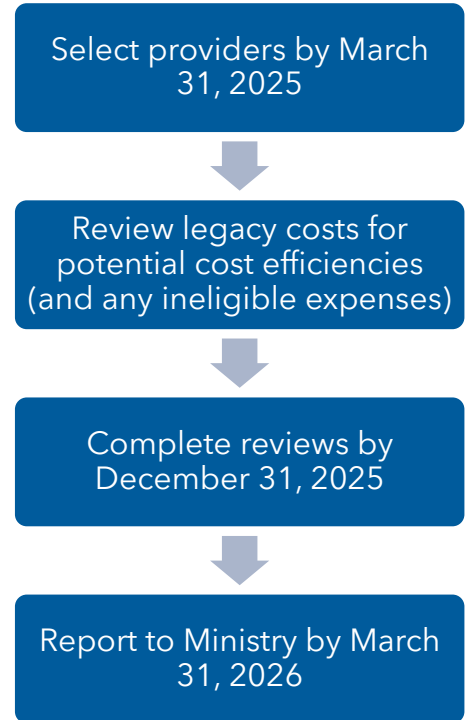 Select providers by March
31, 2025
Review legacy costs for
potential cost efficiencies
(and any ineligible expenses)
Complete reviews by
December 31, 2025
Report to Ministry by March
31, 2026